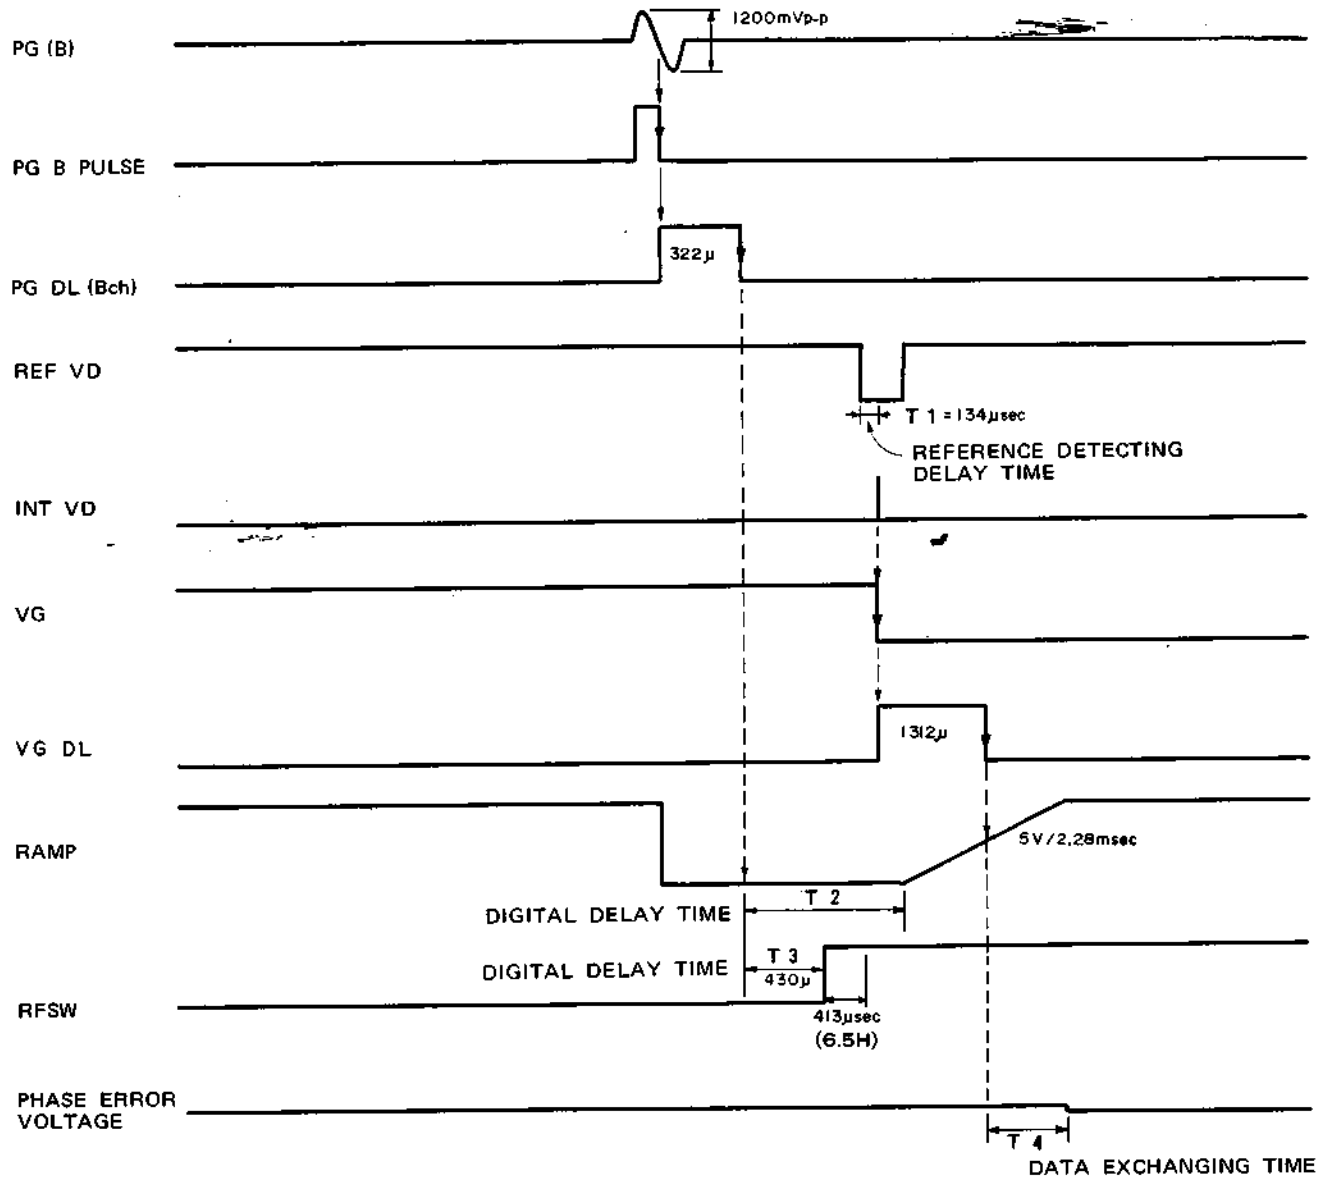 1200mVp-p
PG (B)
PG B PULSE
322µ
PG DL (Bch)
REF VD
T 1 = 134µsec
REFERENCE DETECTING
DELAY TIME
INT VD
VG
1312µ
VG DL
5V/2.28msec
RAMP
T 2
DIGITAL DELAY TIME
T 3
DIGITAL DELAY TIME
430µ
RFSW
413µsec
(6.5H)
PHASE ERROR
VOLTAGE
T 4
DATA EXCHANGING TIME